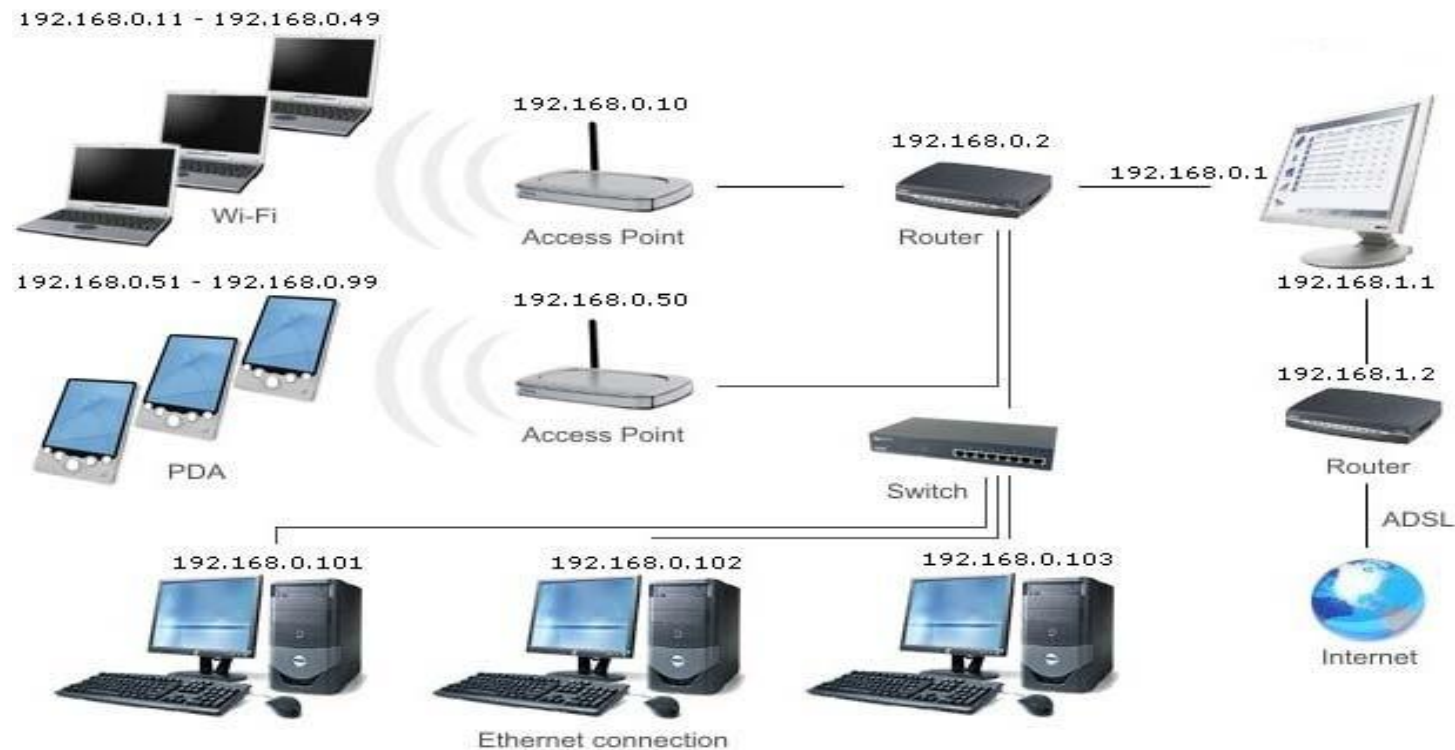 192.168.0.11 - 192.168.0.49
Wi-Fi
192.168.0.10
Access Point
192.168.0.2
Router
192.168.0.1
192.168.1.1
192.168.0.51 - 192.168.0.99
PDA
192.168.0.50
Access Point
192.168.1.2
Router
Switch
ADSL
192.168.0.101
192.168.0.102
192.168.0.103
Internet
Ethernet connection